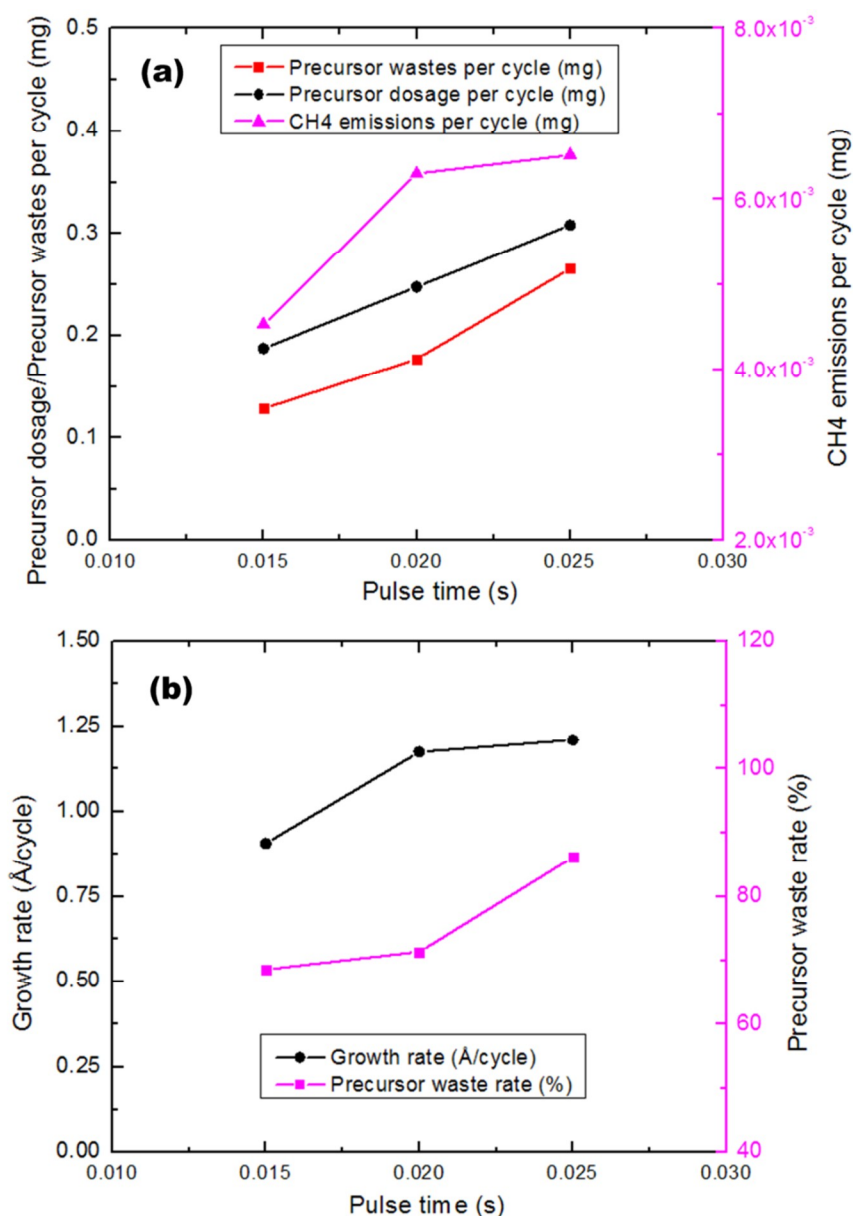 (a)
Precursor wastes per cycle (mg)
Precursor dosage per cycle (mg)
CH4 emissions per cycle (mg)
Precursor dosage/Precursor wastes per cycle (mg)
0.5
0.4
0.3
0.2
0.1
0.0
8.0x10⁻³
6.0x10⁻³
4.0x10⁻³
2.0x10⁻³
CH4 emissions per cycle (mg)
0.010 0.015 0.020 0.025 0.030
Pulse time (s)
(b)
Growth rate (Å/cycle)
1.50
1.25
1.00
0.75
0.50
0.25
0.00
120
100
80
60
40
Precursor waste rate (%)
Growth rate (Å/cycle)
Precursor waste rate (%)
0.010 0.015 0.020 0.025 0.030
Pulse time (s)